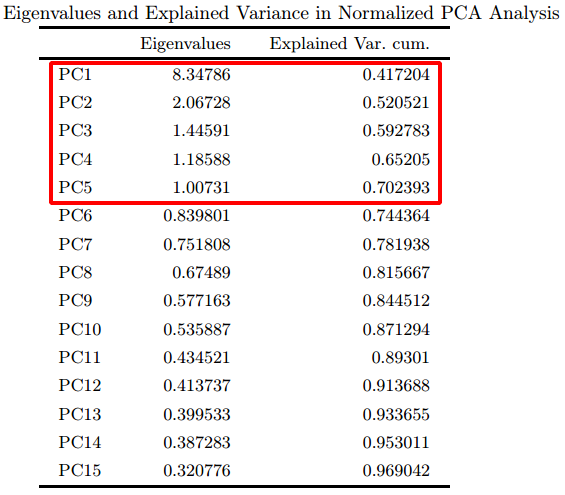 Eigenvalues and Explained Variance in Normalized PCA Analysis
Eigenvalues Explained Var. cum.
PC1 8.34786 0.417204
PC2 2.06728 0.520521
PC3 1.44591 0.592783
PC4 1.18588 0.65205
PC5 1.00731 0.702393
PC6 0.839801 0.744364
PC7 0.751808 0.781938
PC8 0.67489 0.815667
PC9 0.577163 0.844512
PC10 0.535887 0.871294
PC11 0.434521 0.89301
PC12 0.413737 0.913688
PC13 0.399533 0.933655
PC14 0.387283 0.953011
PC15 0.320776 0.969042